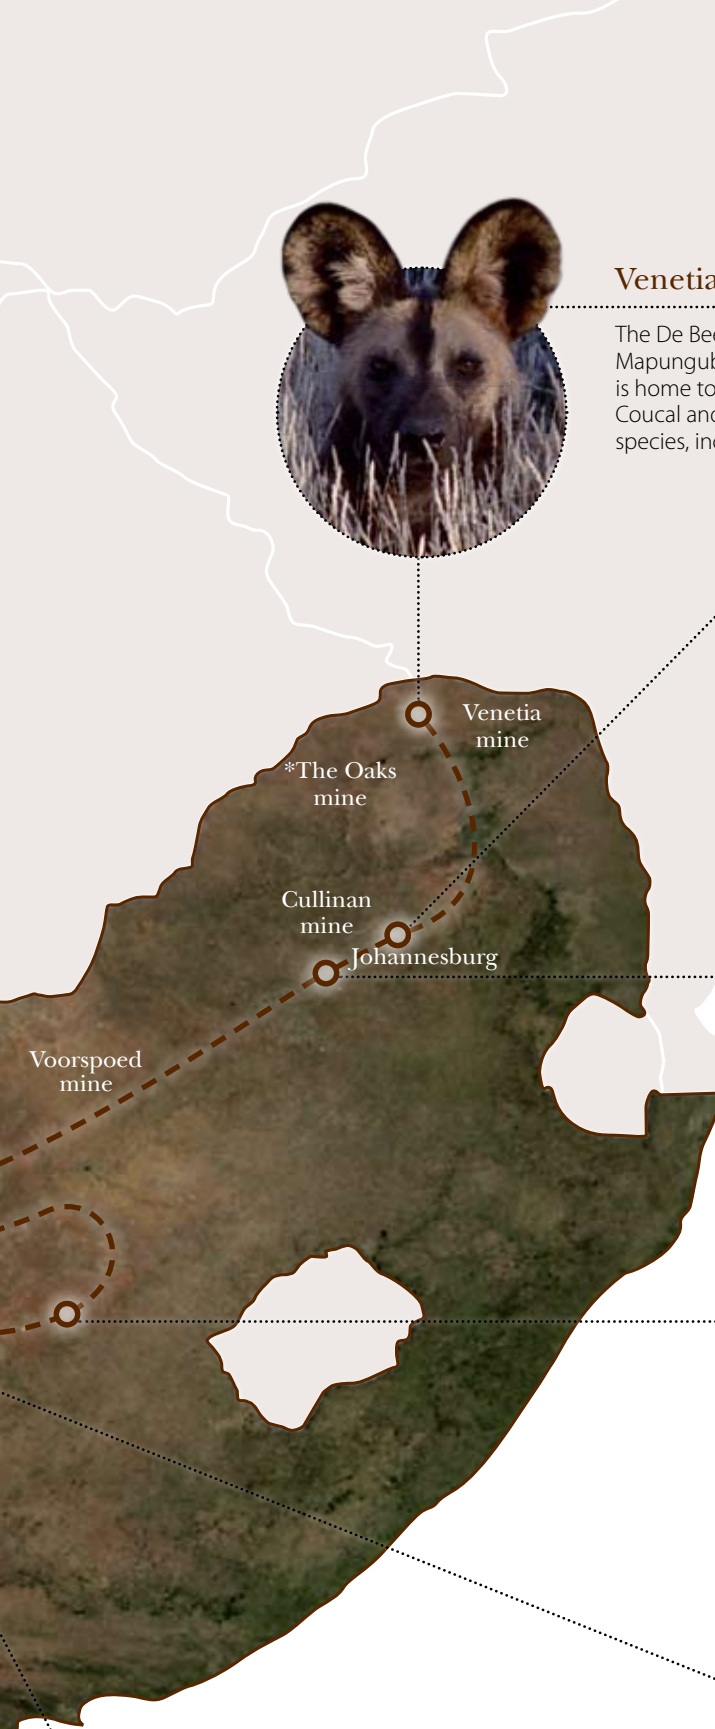 Venetia
The De Bee
Mapungub
is home to
Coucal and
species, inc
Venetia
mine
*The Oaks
mine
Cullinan
mine
Johannesburg
Voorspoed
mine